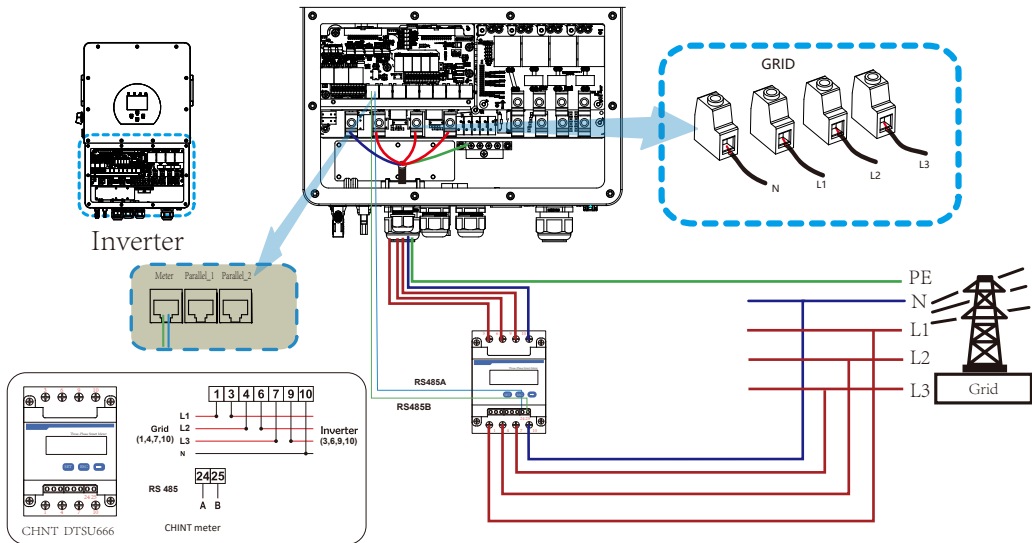 GRID
N
L1
L2
L3
Inverter
Meter
Parallel_1
Parallel_2
PE
N
L1
L2
L3
Grid
RS485A
RS485B
1
3
4
6
7
9
10
L1
L2
L3
N
Grid
(1,4,7,10)
Inverter
(3,6,9,10)
24 25
RS 485
A B
24 25
CHNT DTSU666
CHINT meter